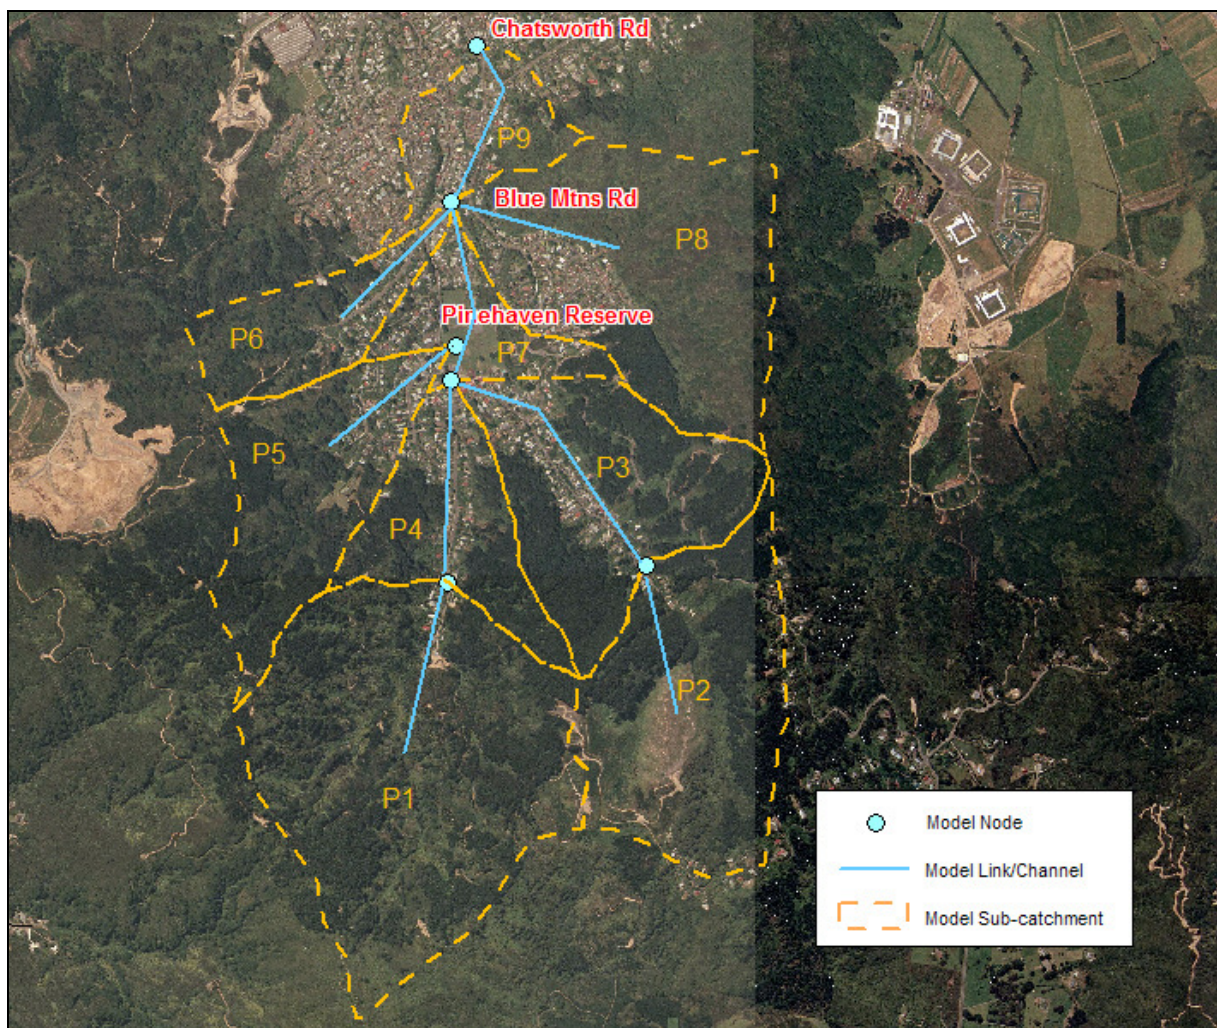 Chatsworth Rd
P9
Blue Mtns Rd
P8
Pinehaven Reserve
P6
P7
P5
P3
P4
P2
P1
Model Node
Model Link/Channel
Model Sub-catchment